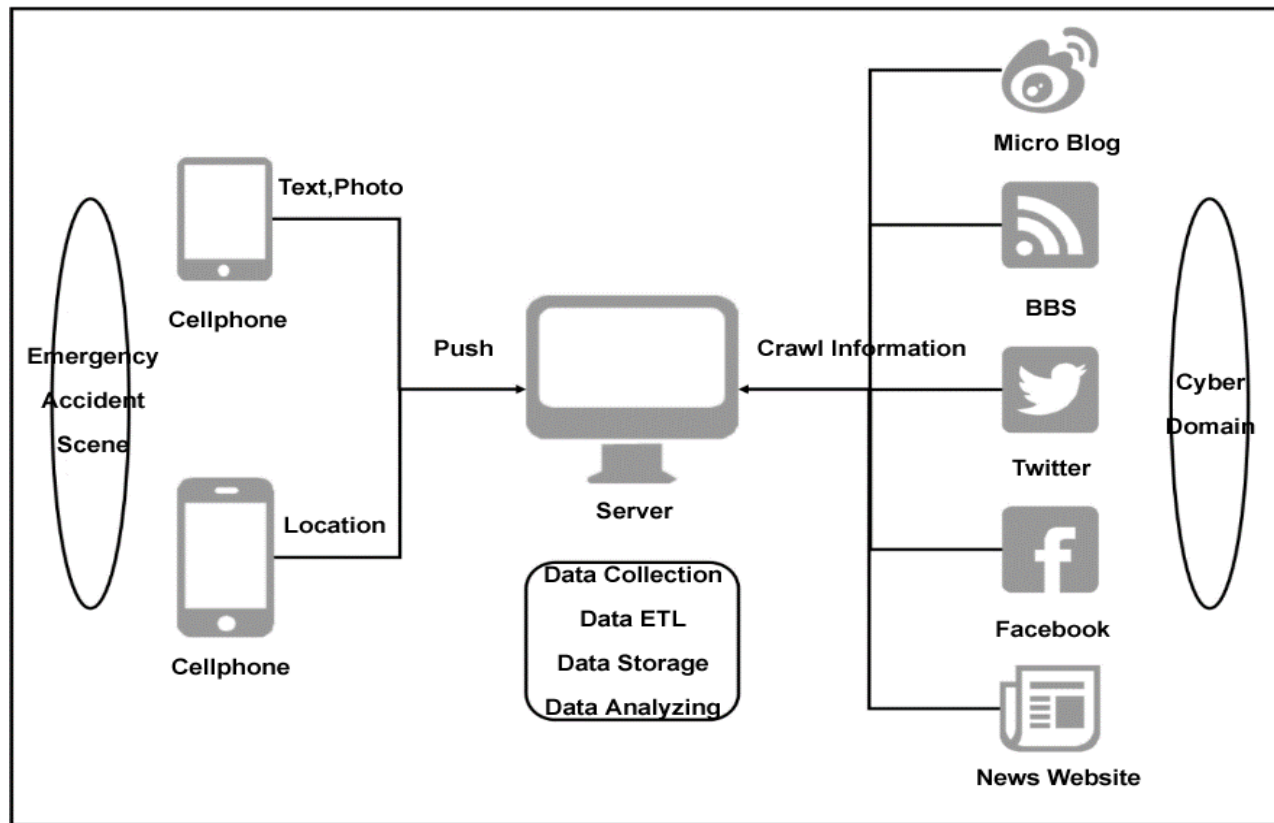 Text,Photo
Cellphone
Emergency
Accident
Scene
Location
Cellphone
Push
Server
Data Collection
Data ETL
Data Storage
Data Analyzing
Crawl Information
Micro Blog
BBS
Twitter
Facebook
News Website
Cyber
Domain